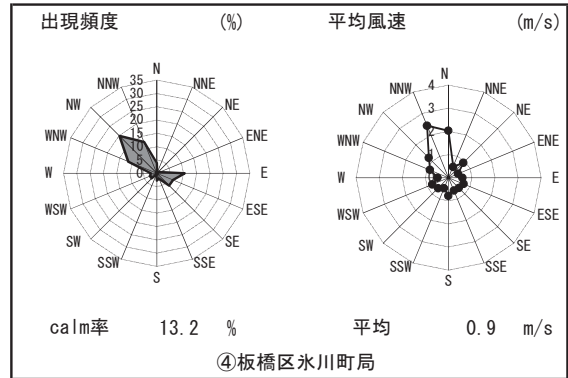 出現頻度 (%)
N
NNW NNE
NW NE
WNW ENE
W E
WSW ESE
SW SE
SSW SSE
S
35
30
25
20
15
10
5
0
calm率 13.2 %
平均風速 (m/s)
N
NNW NNE
NW NE
WNW ENE
W E
WSW ESE
SW SE
SSW SSE
S
4
3
2
平均 0.9 m/s
④板橋区氷川町局